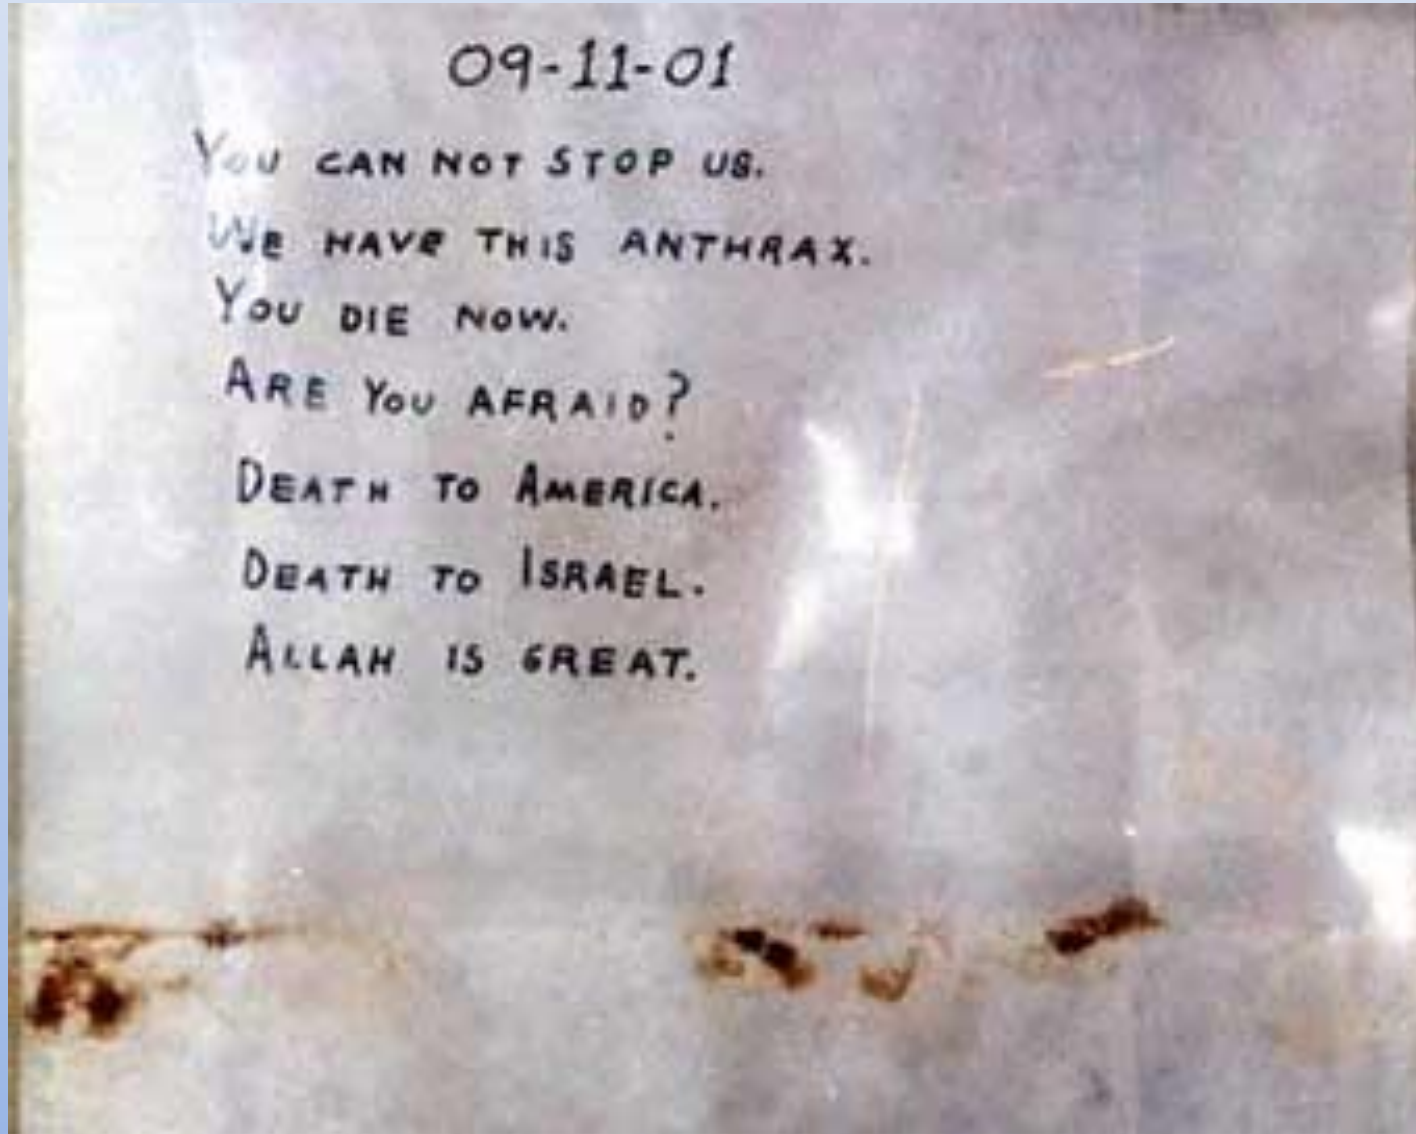 09-11-01
YOU CAN NOT STOP US.
WE HAVE THIS ANTHRAX.
YOU DIE NOW.
ARE YOU AFRAID?
DEATH TO AMERICA.
DEATH TO ISRAEL.
ALLAH IS GREAT.